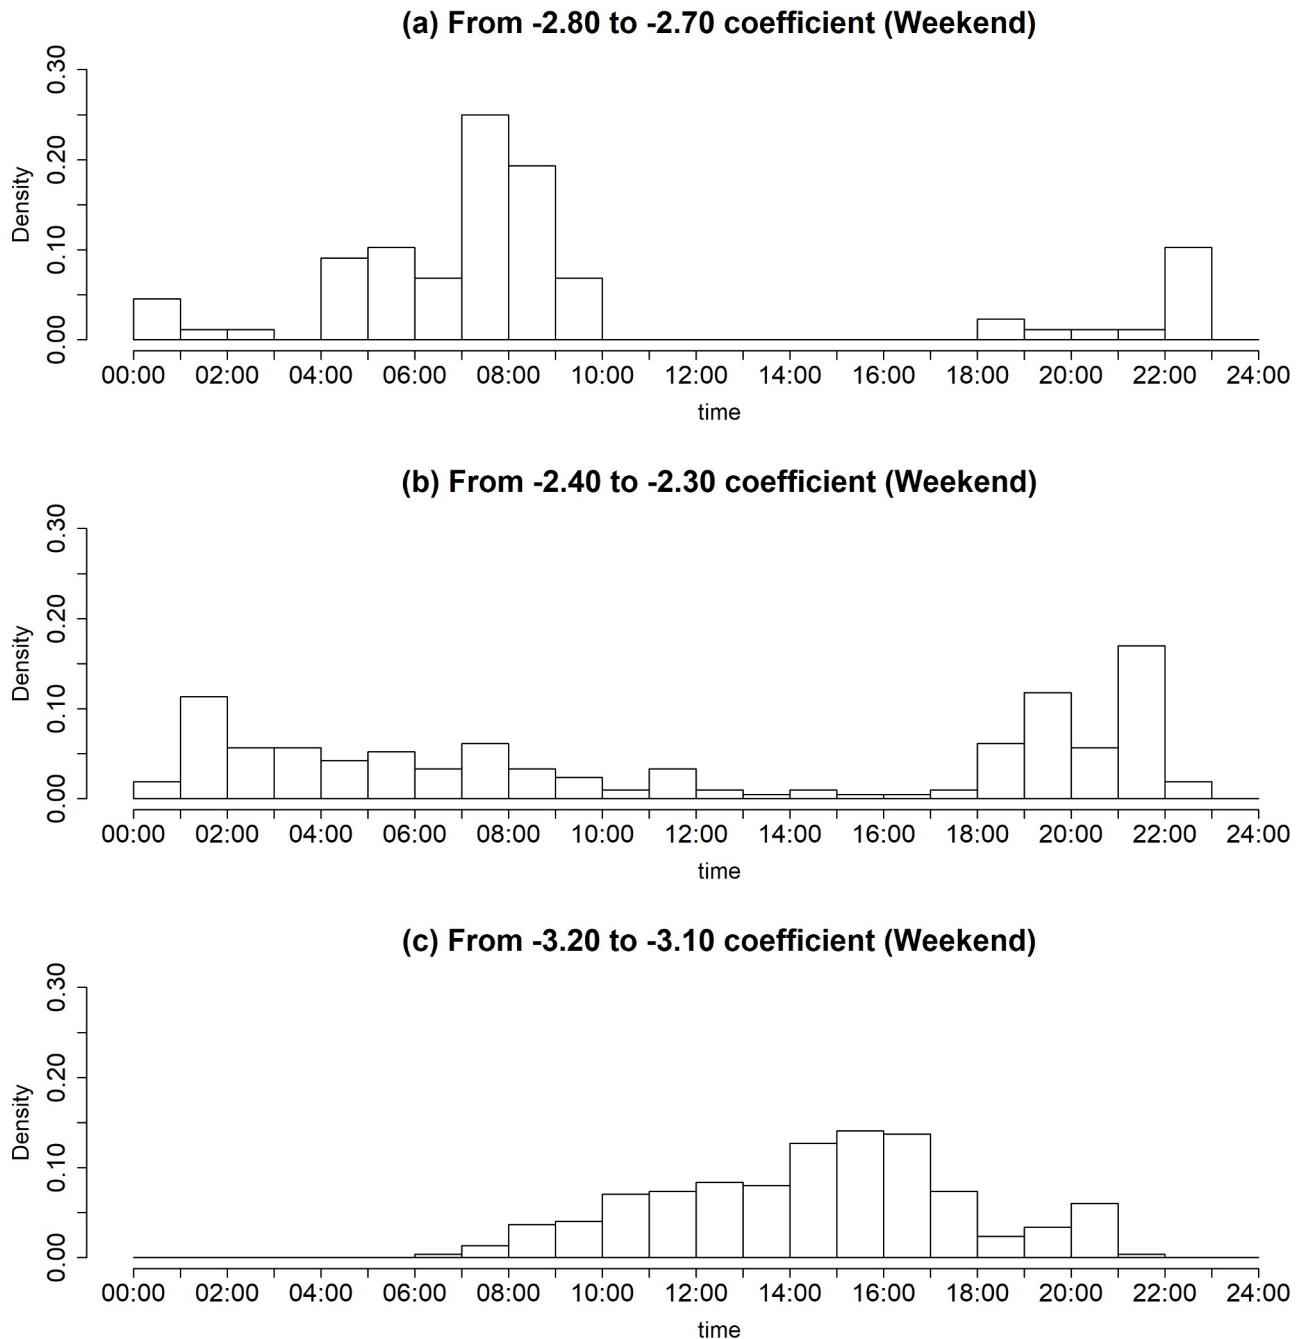 (a) From -2.80 to -2.70 coefficient (Weekend)
0.30
0.20
0.10
0.00
Density
00:00 02:00 04:00 06:00 08:00 10:00 12:00 14:00 16:00 18:00 20:00 22:00 24:00
time
(b) From -2.40 to -2.30 coefficient (Weekend)
0.30
0.20
0.10
0.00
Density
00:00 02:00 04:00 06:00 08:00 10:00 12:00 14:00 16:00 18:00 20:00 22:00 24:00
time
(c) From -3.20 to -3.10 coefficient (Weekend)
0.30
0.20
0.10
0.00
Density
00:00 02:00 04:00 06:00 08:00 10:00 12:00 14:00 16:00 18:00 20:00 22:00 24:00
time